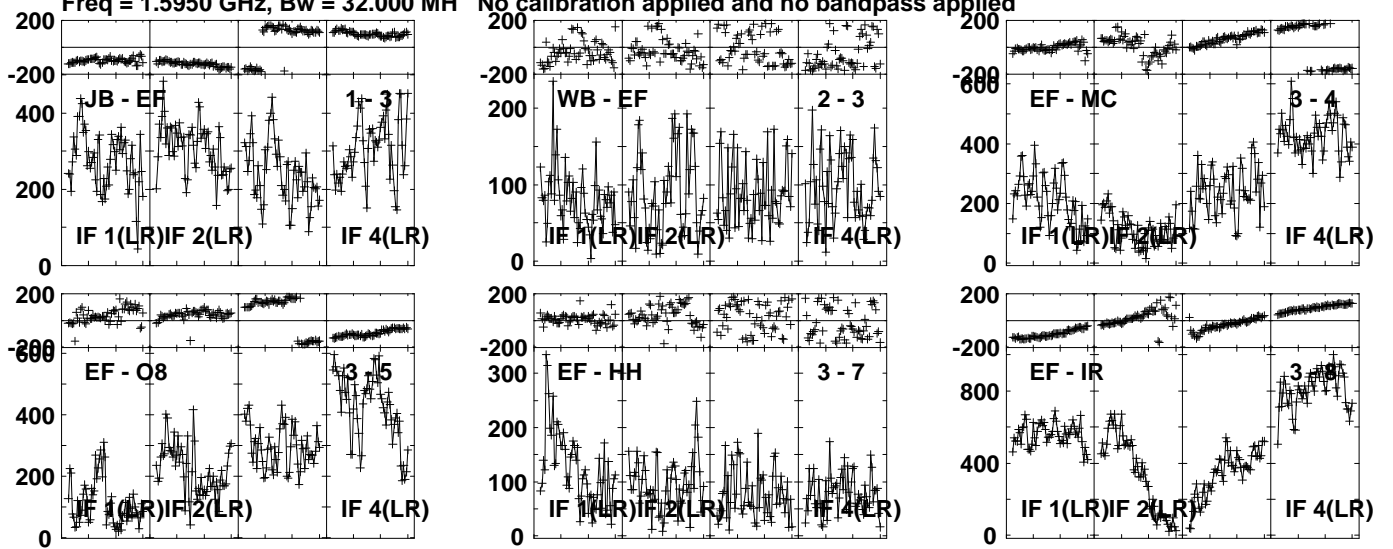 Freq = 1.5950 GHz, Bw = 32.000 MH No calibration applied and no bandpass applied
200
-200
JB - EF
1 - 3
400
200
0
IF 1(LR)
IF 2(LR)
IF 4(LR)
WB - EF
2 - 3
200
100
0
IF 1(LR)
IF 2(LR)
IF 4(LR)
200
-200
600
EF - MC
3 - 4
400
200
0
IF 1(LR)
IF 2(LR)
IF 4(LR)
200
-200
600
EF - O8
3 - 5
400
200
0
IF 1(LR)
IF 2(LR)
IF 4(LR)
EF - HH
3 - 7
300
200
100
0
IF 1(LR)
IF 2(LR)
IF 4(LR)
200
-200
EF - IR
3 - 8
800
400
0
IF 1(LR)
IF 2(LR)
IF 4(LR)